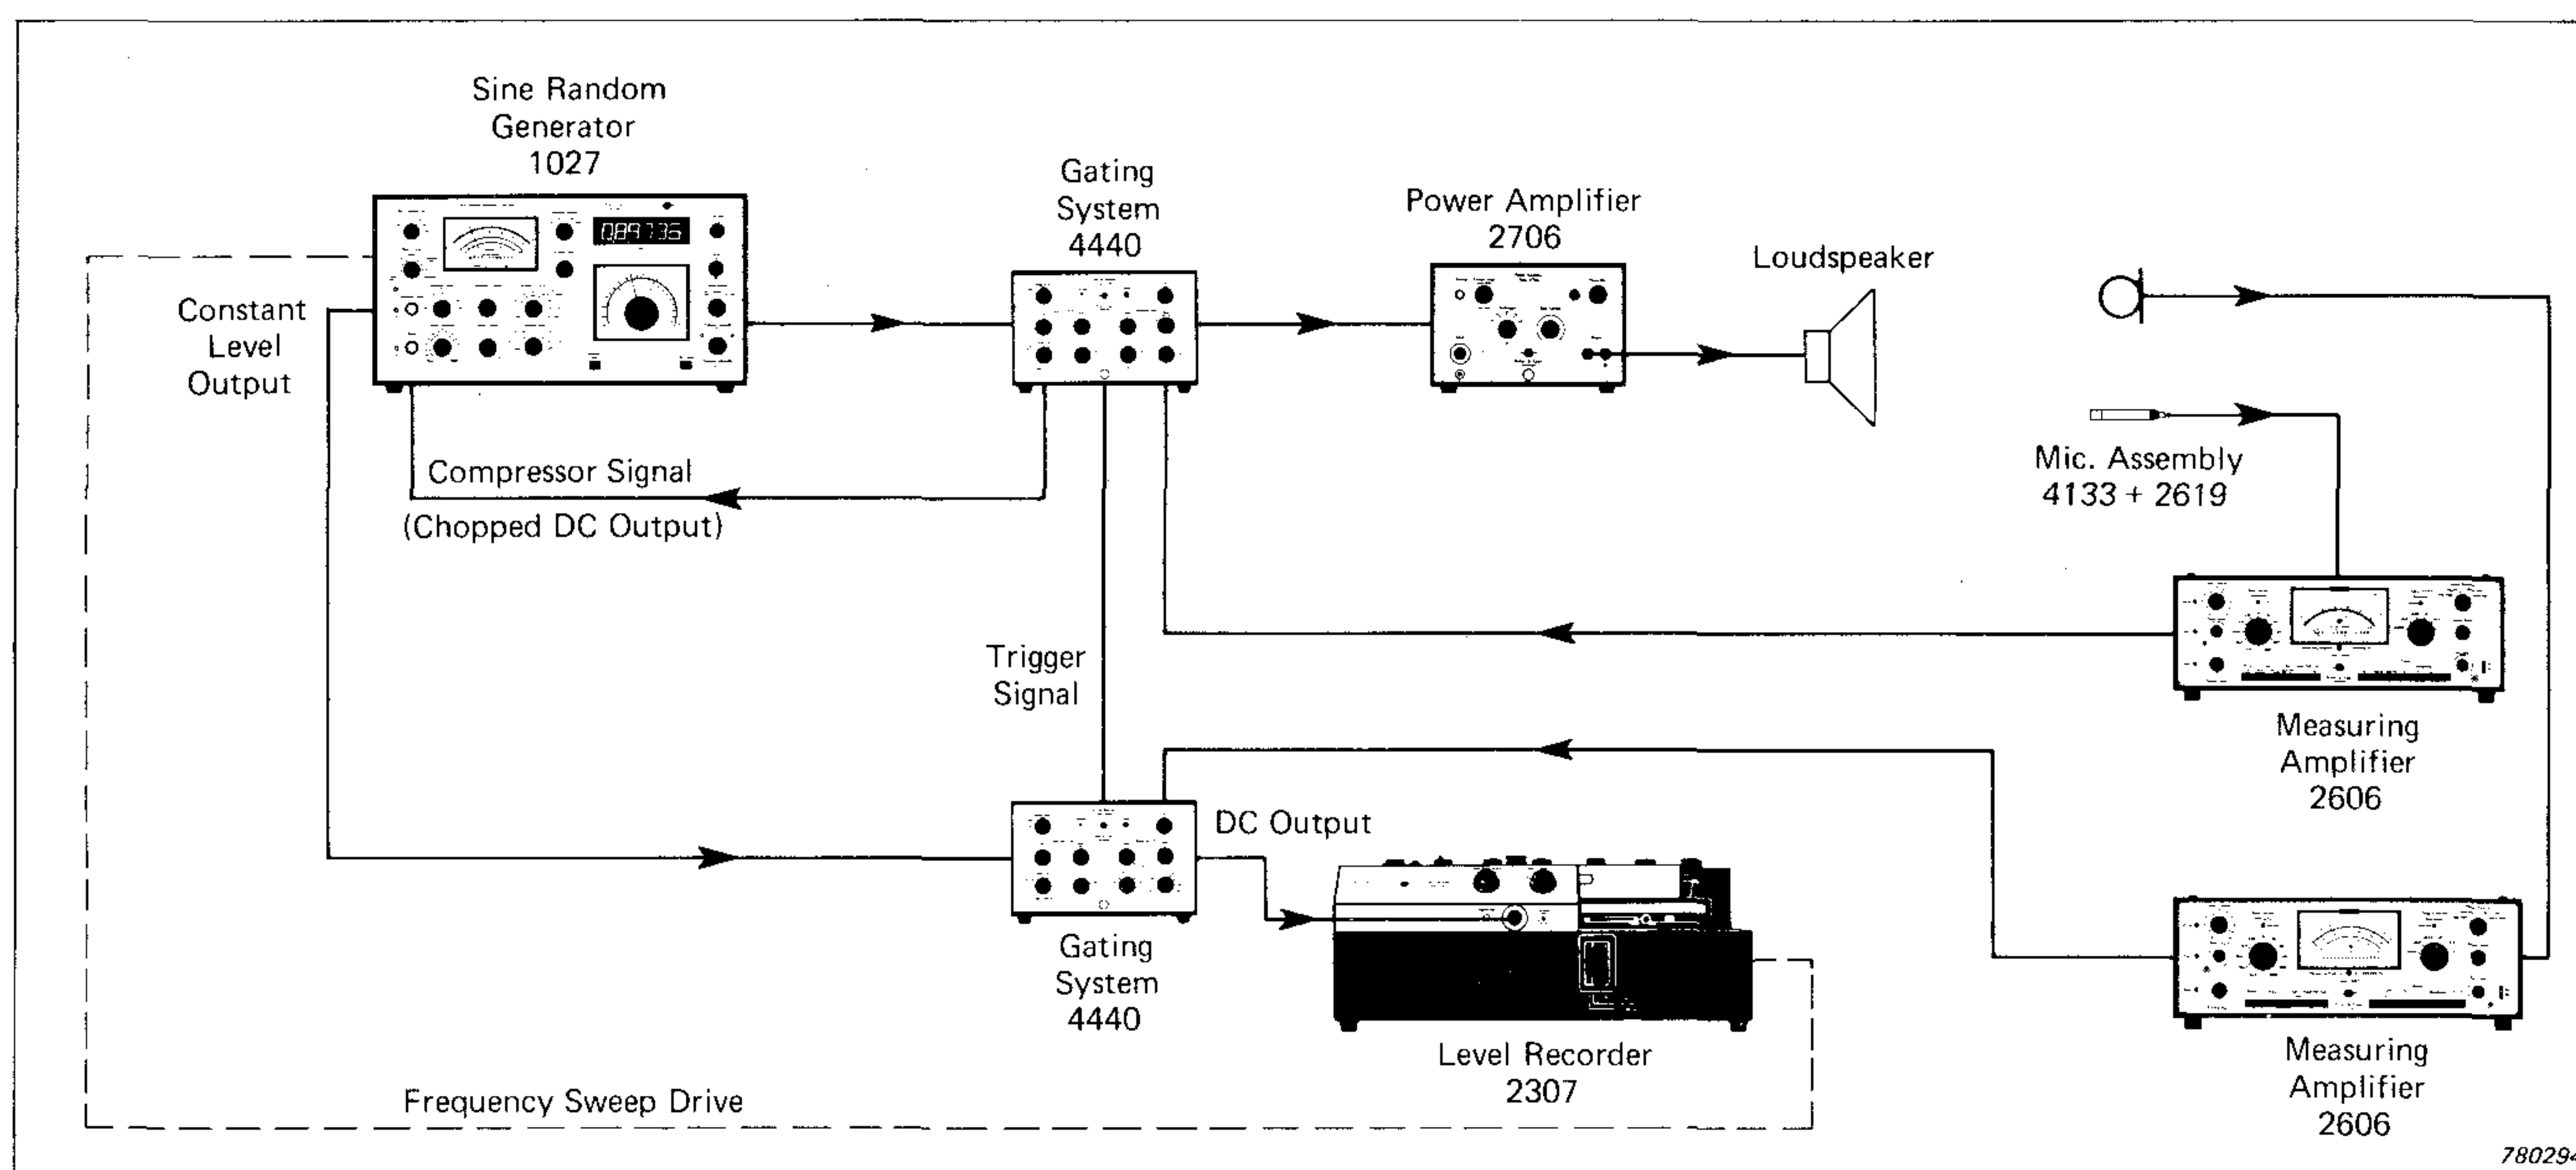 Sine Random
Generator
1027
Gating
System
4440
Power Amplifier
2706
Loudspeaker
Constant
Level
Output
Compressor Signal
(Chopped DC Output)
Mic. Assembly
4133 + 2619
Trigger
Signal
Measuring
Amplifier
2606
DC Output
Gating
System
4440
Level Recorder
2307
Measuring
Amplifier
2606
Frequency Sweep Drive
780294